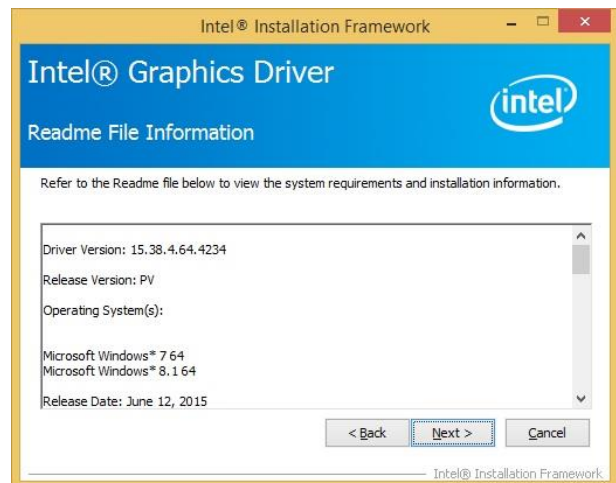 Intel® Installation Framework
Intel® Graphics Driver
intel
Readme File Information
Refer to the Readme file below to view the system requirements and installation information.
Driver Version: 15.38.4.64.4234
Release Version: PV
Operating System(s):
Microsoft Windows* 7 64
Microsoft Windows* 8.1 64
Release Date: June 12, 2015
< Back Next > Cancel
Intel® Installation Framework